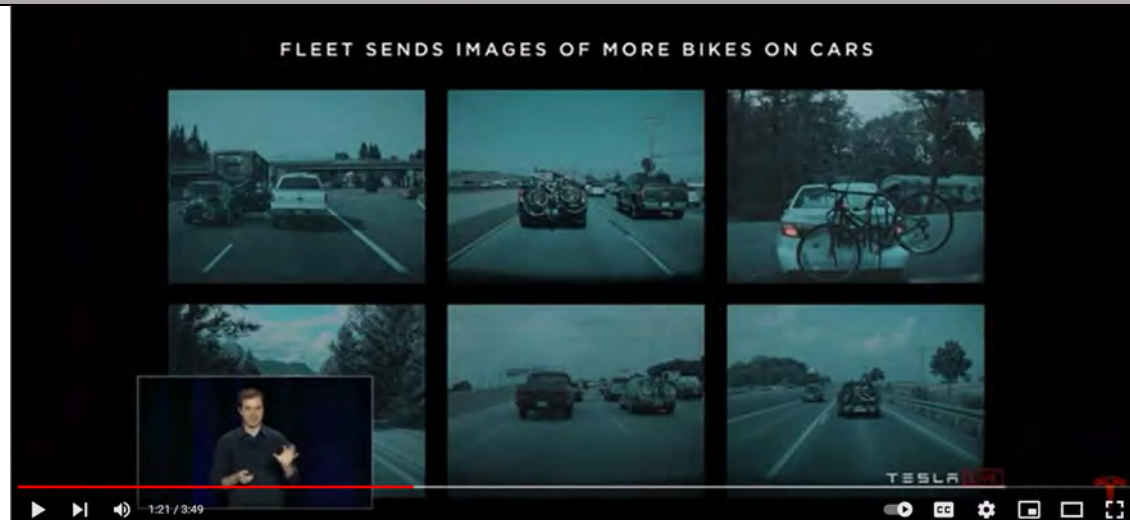 FLEET SENDS IMAGES OF MORE BIKES ON CARS
TESLA LIVE
1:21 / 3:49
CC